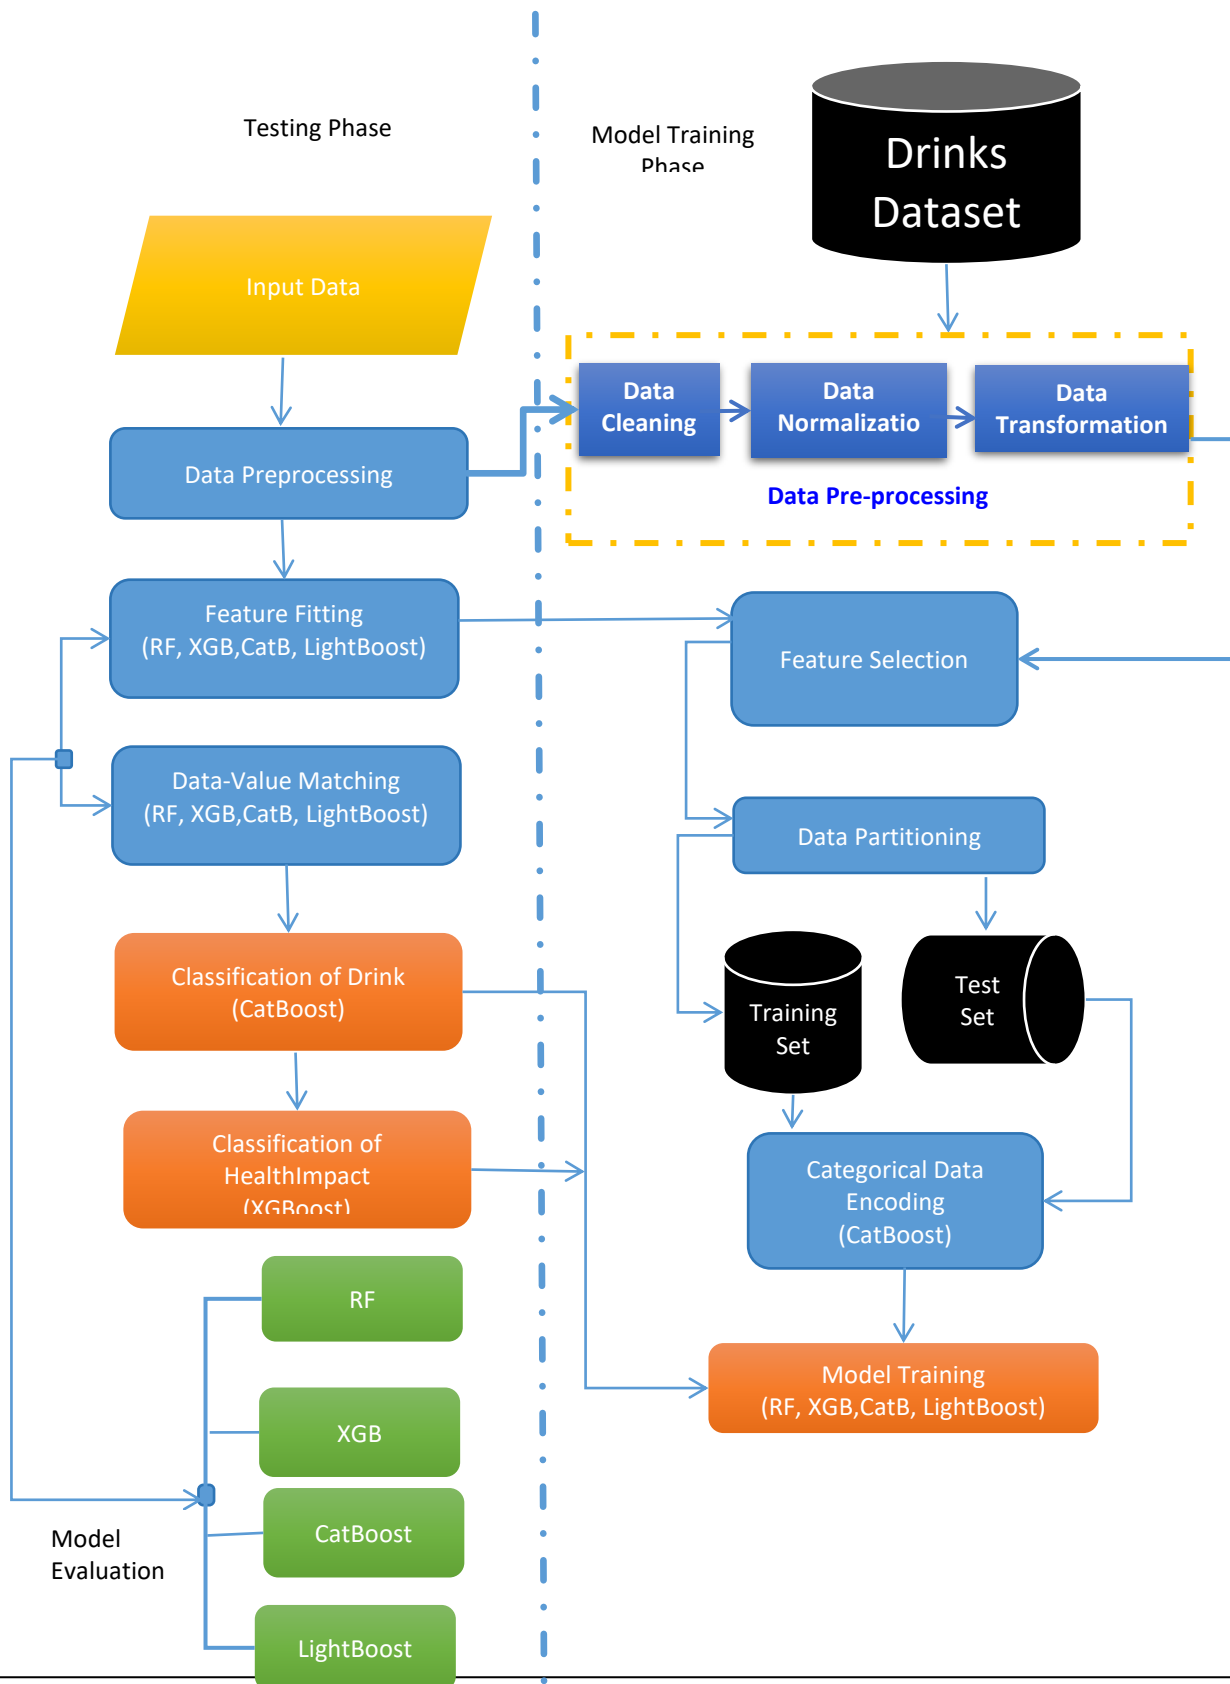 Testing Phase
Model Training
Phase
Drinks
Dataset
Input Data
Data
Cleaning
Data
Normalizatio
Data
Transformation
Data Pre-processing
Data Preprocessing
Feature Fitting
(RF, XGB,CatB, LightBoost)
Feature Selection
Data-Value Matching
(RF, XGB,CatB, LightBoost)
Data Partitioning
Classification of Drink
(CatBoost)
Training
Set
Test
Set
Classification of
HealthImpact
(XGBoost)
Categorical Data
Encoding
(CatBoost)
RF
Model Training
(RF, XGB,CatB, LightBoost)
XGB
CatBoost
Model
Evaluation
LightBoost